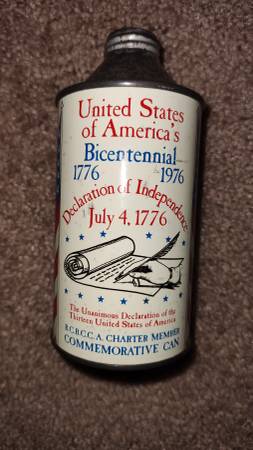 United States
of America's
Bicentennial
1776 1976
Declaration of Independence
July 4, 1776
The Unanimous Declaration of the
Thirteen United States of America
B.C.B.C.C.A. CHARTER MEMBER
COMMEMORATIVE CAN